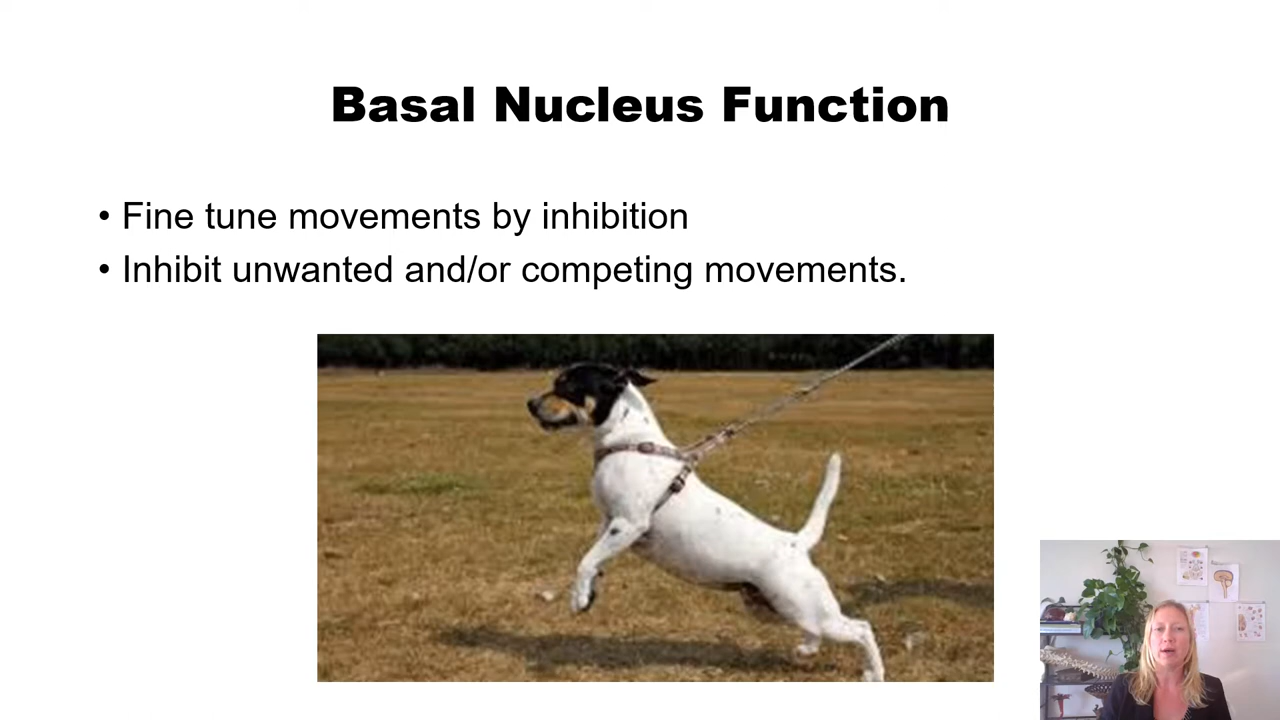 Basal Nucleus Function
• Fine tune movements by inhibition
• Inhibit unwanted and/or competing movements.